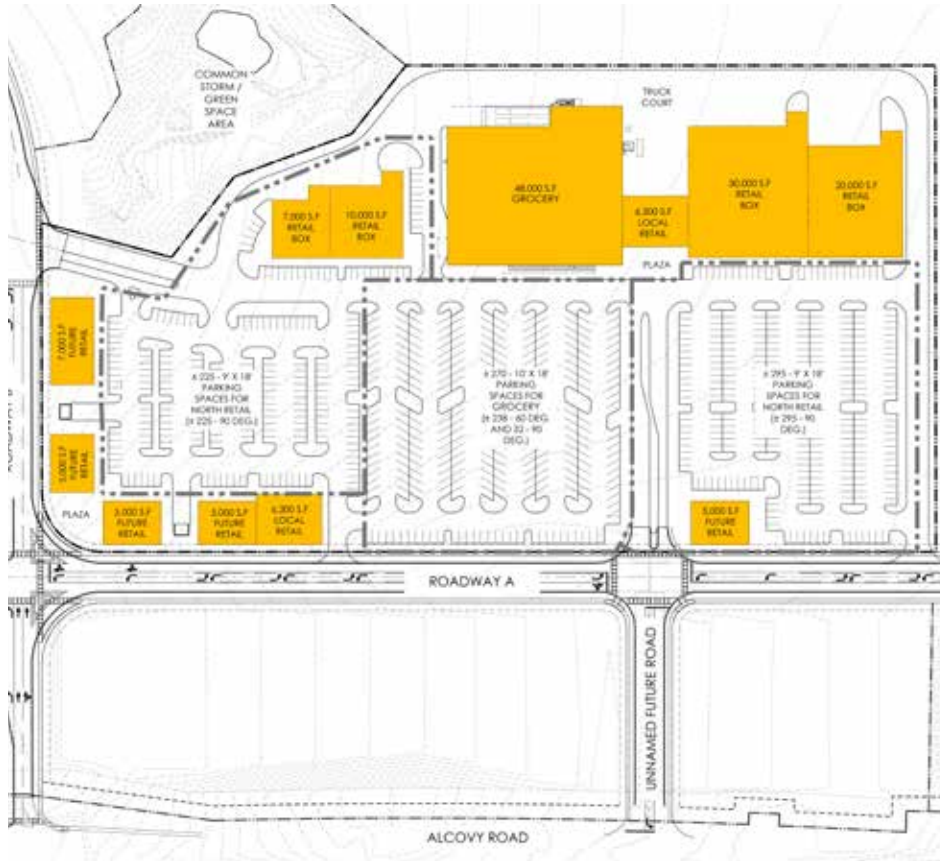 COMMON
STORM /
GREEN
SPACE
AREA
TRUCK
COURT
48,000 S.F
GROCERY
6,300 S.F
LOCAL
RETAIL
30,000 S.F
RETAIL
BOX
20,000 S.F
RETAIL
BOX
7,000 S.F
RETAIL
BOX
10,000 S.F
RETAIL
BOX
PLAZA
7,000 S.F
FUTURE
RETAIL
± 225 - 9' X 18'
PARKING
SPACES FOR
NORTH RETAIL
(± 225 - 90 DEG.)
± 270 - 10' X 18'
PARKING
SPACES FOR
GROCERY
(± 238 - 60 DEG.
AND 32 - 90
DEG.)
± 295 - 9' X 18'
PARKING
SPACES FOR
NORTH RETAIL
(± 295 - 90
DEG.)
5,000 S.F
FUTURE
RETAIL
PLAZA
5,000 S.F
FUTURE
RETAIL
5,000 S.F
FUTURE
RETAIL
6,300 S.F
LOCAL
RETAIL
5,000 S.F
FUTURE
RETAIL
ROADWAY A
UNNAMED FUTURE ROAD
ALCOVY ROAD